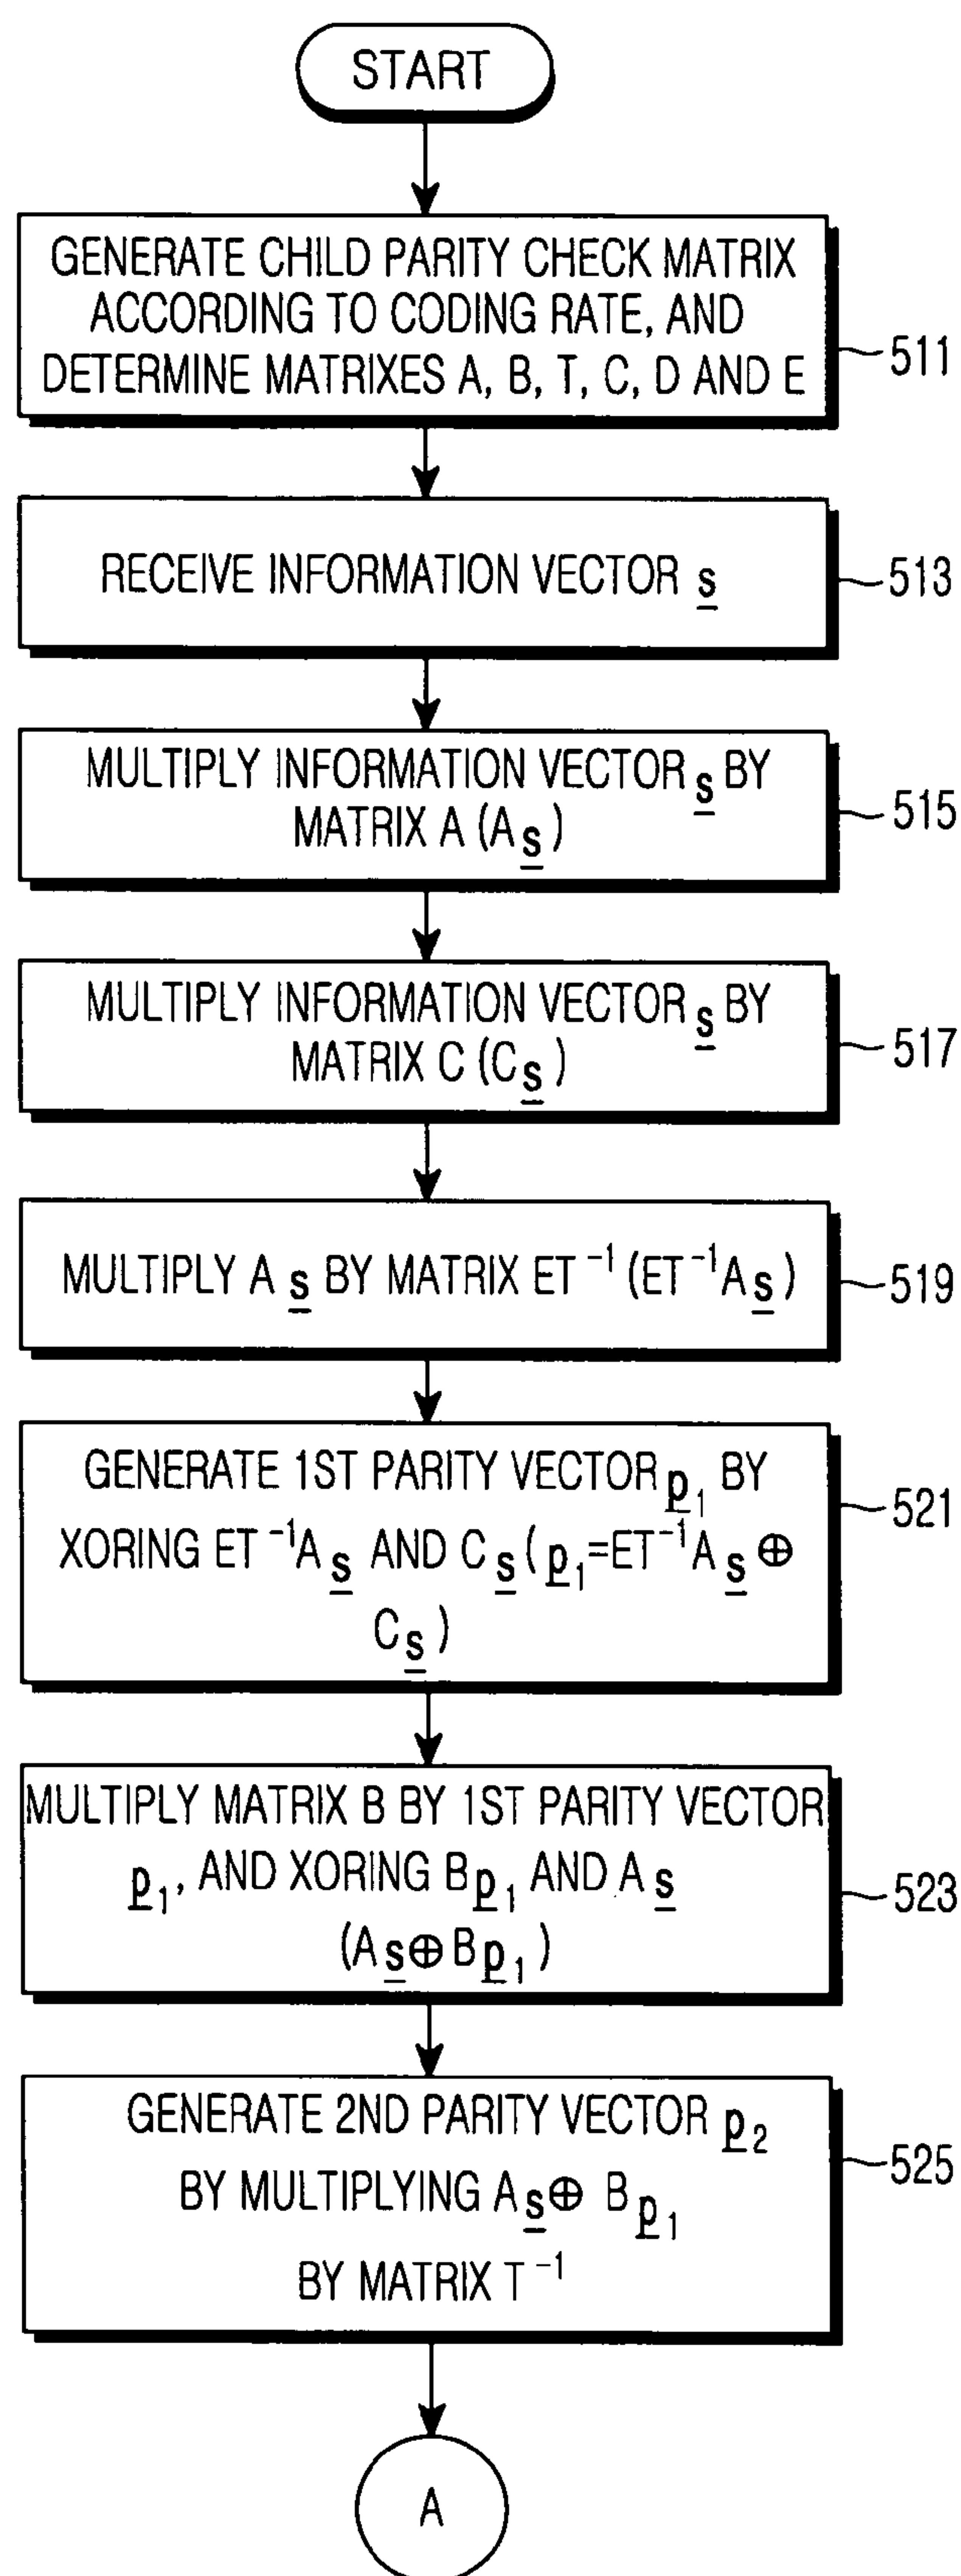 START
GENERATE CHILD PARITY CHECK MATRIX
ACCORDING TO CODING RATE, AND
DETERMINE MATRIXES A, B, T, C, D AND E
511
RECEIVE INFORMATION VECTOR s
513
MULTIPLY INFORMATION VECTOR s BY
MATRIX A (As)
515
MULTIPLY INFORMATION VECTOR s BY
MATRIX C (Cs)
517
MULTIPLY As BY MATRIX ET⁻¹ (ET⁻¹As)
519
GENERATE 1ST PARITY VECTOR p₁ BY
XORING ET⁻¹As AND Cs (p₁=ET⁻¹As ⊕
Cs)
521
MULTIPLY MATRIX B BY 1ST PARITY VECTOR
p₁, AND XORING Bp₁ AND As
(As⊕Bp₁)
523
GENERATE 2ND PARITY VECTOR p₂
BY MULTIPLYING As⊕ Bp₁
BY MATRIX T⁻¹
525
A